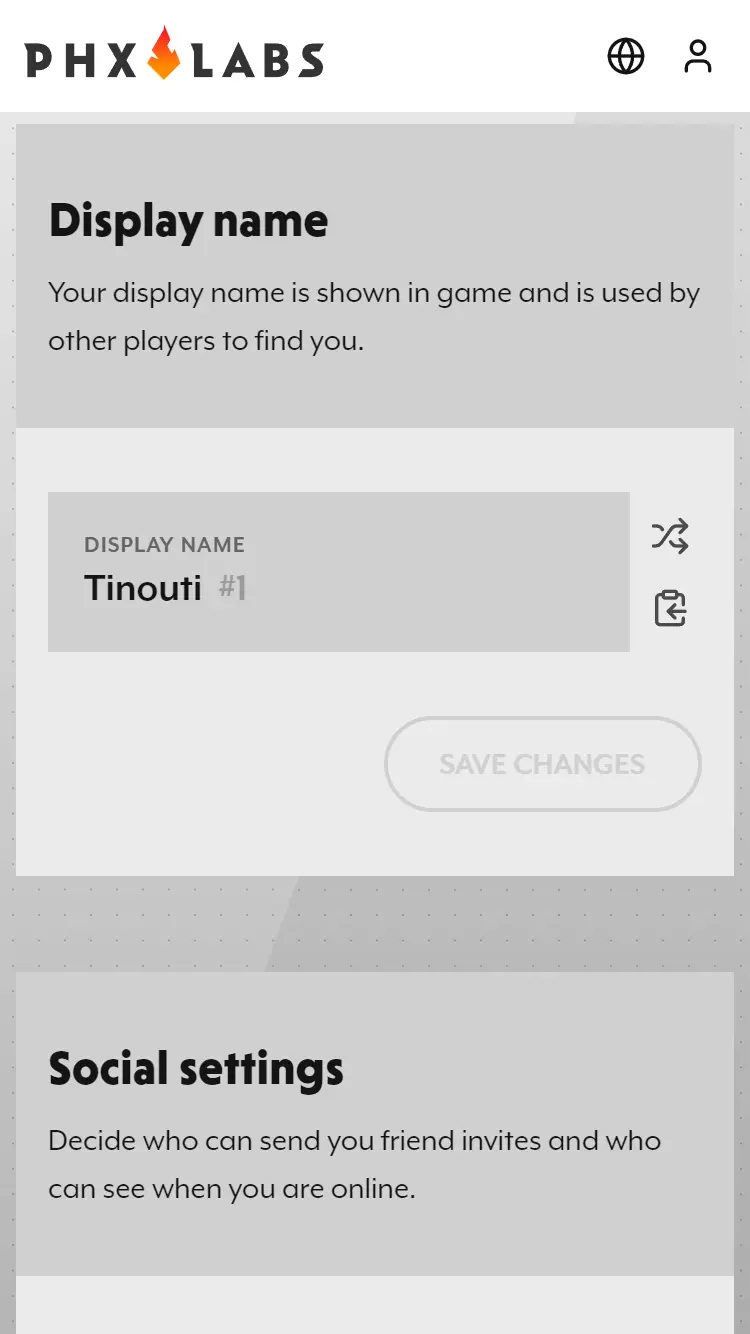 PHX LABS
Display name
Your display name is shown in game and is used by
other players to find you.
DISPLAY NAME
Tinouti #1
SAVE CHANGES
Social settings
Decide who can send you friend invites and who
can see when you are online.